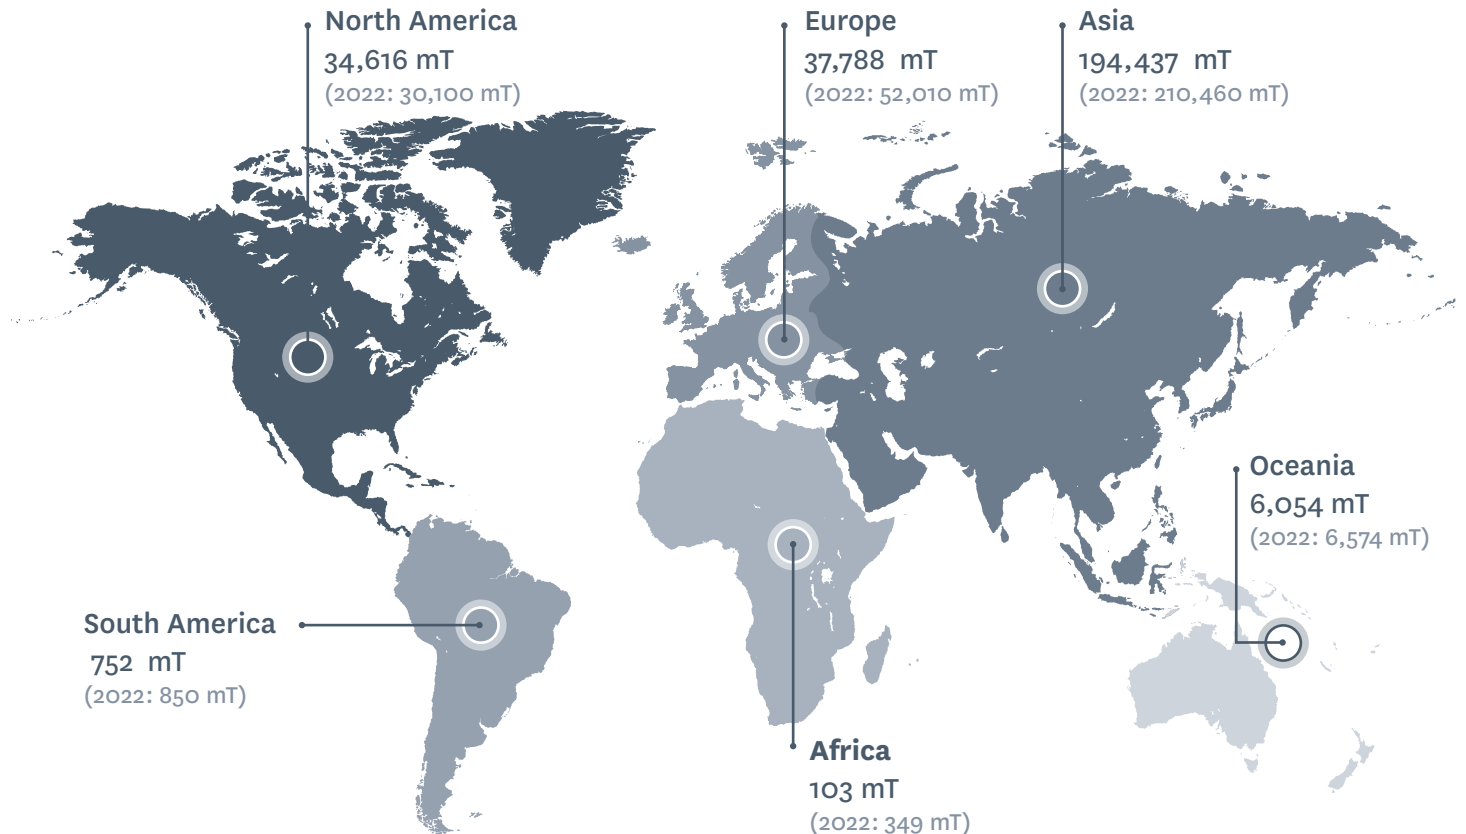 North America
34,616 mT
(2022: 30,100 mT)
Europe
37,788 mT
(2022: 52,010 mT)
Asia
194,437 mT
(2022: 210,460 mT)
Oceania
6,054 mT
(2022: 6,574 mT)
South America
752 mT
(2022: 850 mT)
Africa
103 mT
(2022: 349 mT)